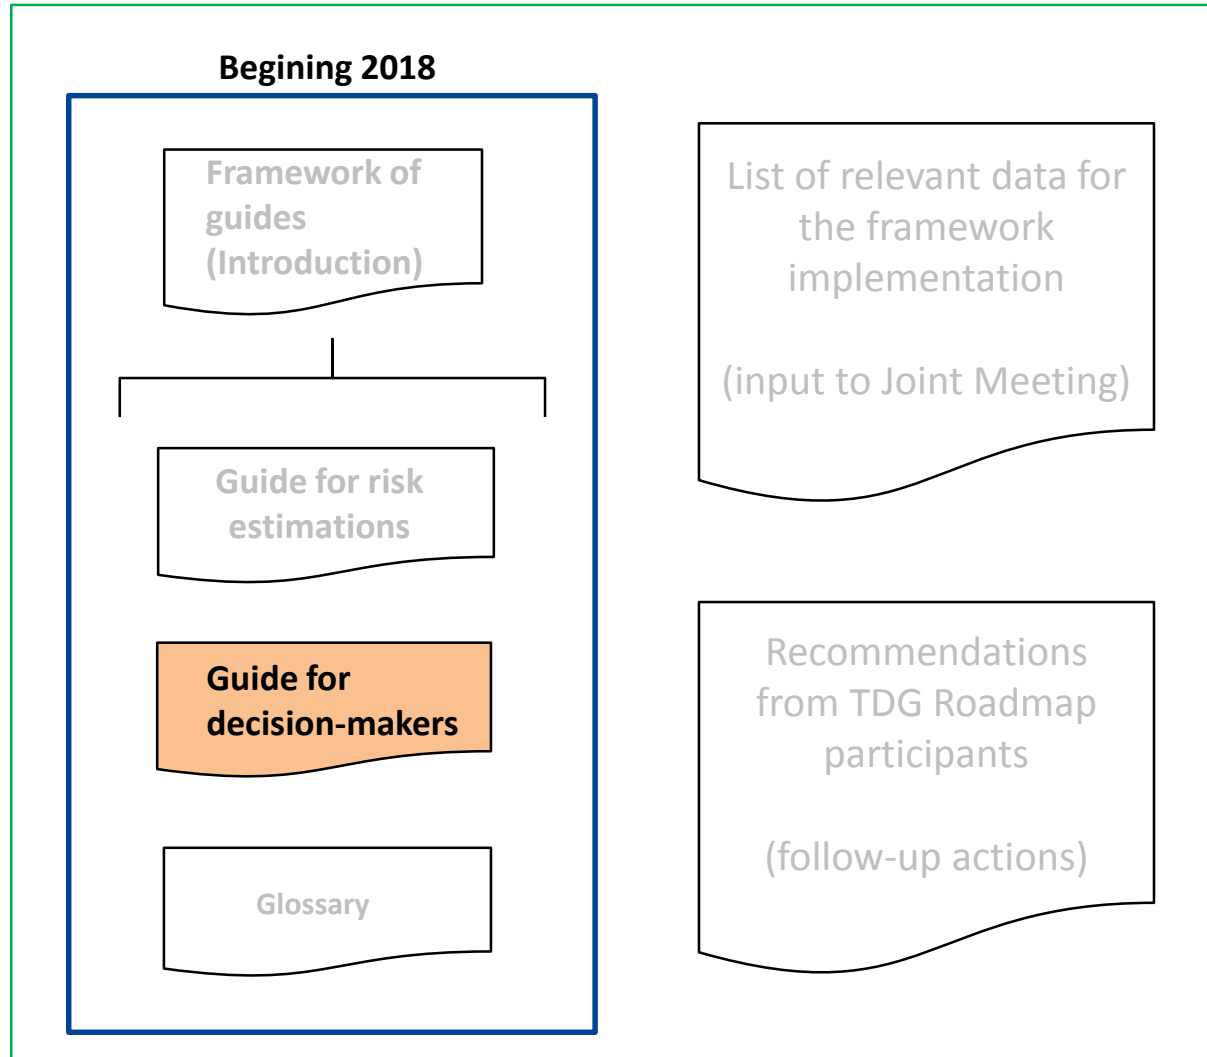 Begining 2018
Framework of
guides
(Introduction)
Guide for risk
estimations
Guide for
decision-makers
Glossary
List of relevant data for
the framework
implementation
(input to Joint Meeting)
Recommendations
from TDG Roadmap
participants
(follow-up actions)